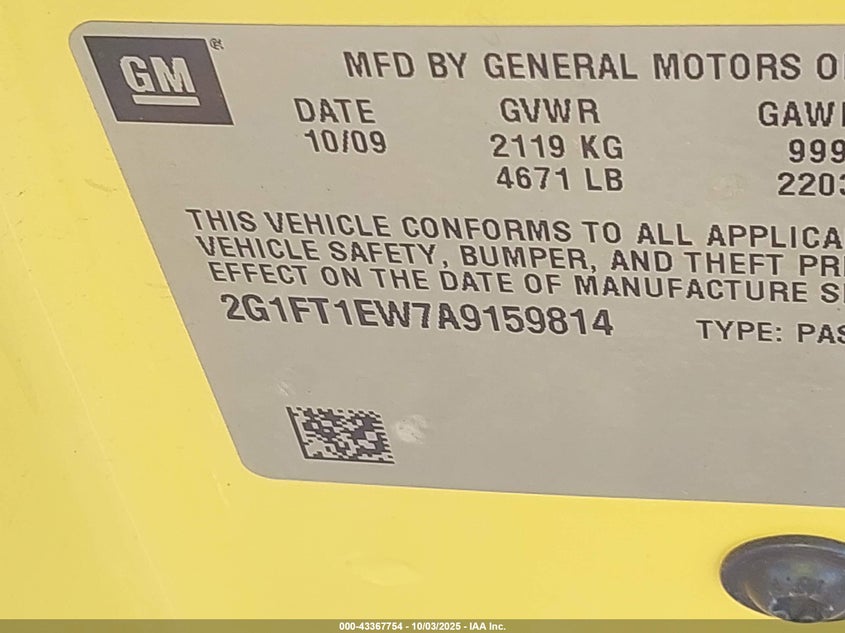 GM®
MFD BY GENERAL MOTORS
DATE GVWR
10/09 2119 KG 999
4671 LB 2203
THIS VEHICLE CONFORMS TO ALL
VEHICLE SAFETY, BUMPER, AND THEFT
EFFECT ON THE DATE OF MANUFACTURE
2G1FT1EW7A9159814 TYPE:
000-43367754 - 10/03/2025 - IAA Inc.